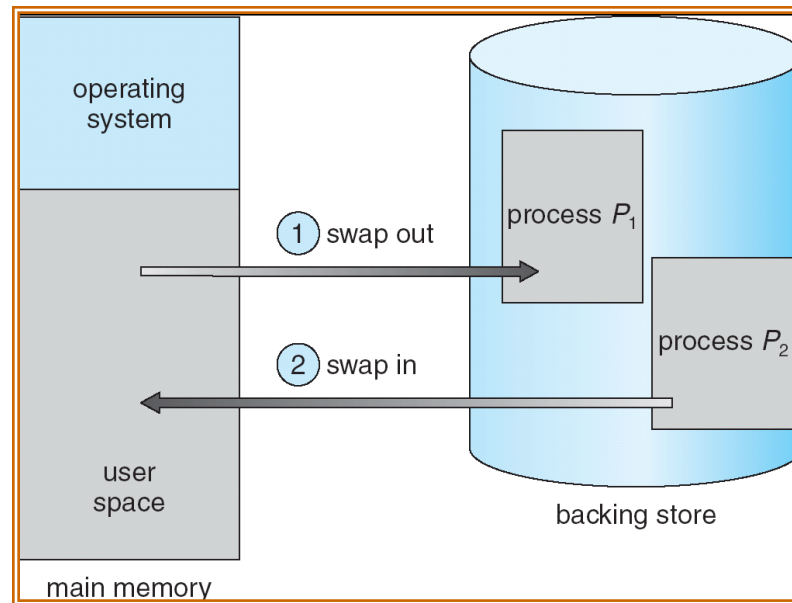 operating
system
process P₁
1 swap out
process P₂
2 swap in
user
space
backing store
main memory